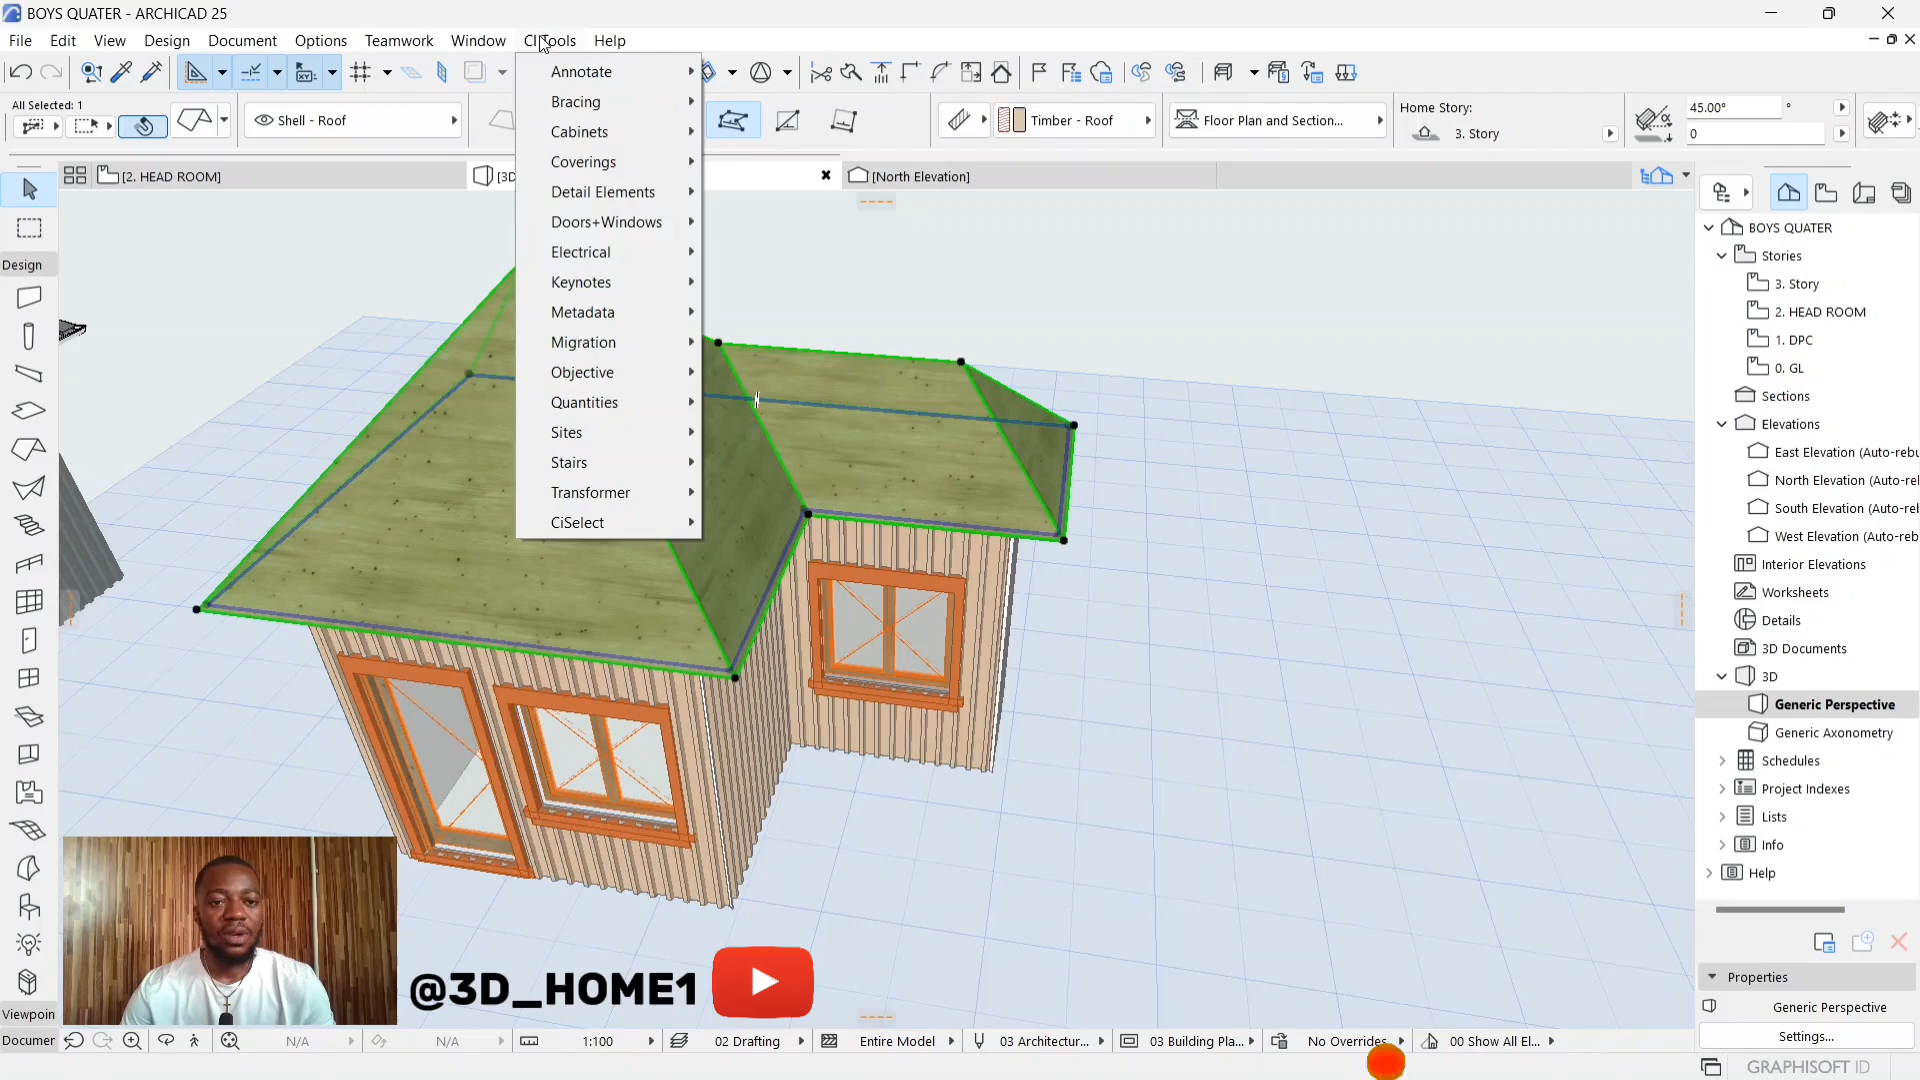 BOYS QUATER - ARCHICAD 25
File Edit View Design Document Options Teamwork Window CI Tools Help
All Selected: 1
Shell - Roof
Timber - Roof
Floor Plan and Section...
Home Story:
3. Story
45.00°
°
0
[2. HEAD ROOM]
[3D
[North Elevation]
Annotate
Bracing
Cabinets
Coverings
Detail Elements
Doors+Windows
Electrical
Keynotes
Metadata
Migration
Objective
Quantities
Sites
Stairs
Transformer
CiSelect
Design
Viewpoin
Documer
BOYS QUATER
Stories
3. Story
2. HEAD ROOM
1. DPC
0. GL
Sections
Elevations
East Elevation (Auto-rebu
North Elevation (Auto-rel
South Elevation (Auto-rel
West Elevation (Auto-reb
Interior Elevations
Worksheets
Details
3D Documents
3D
Generic Perspective
Generic Axonometry
Schedules
Project Indexes
Lists
Info
Help
Properties
Generic Perspective
Settings...
@3D_HOME1
N/A
N/A
1:100
02 Drafting
Entire Model
03 Architectur...
03 Building Pla...
No Overrides
00 Show All El...
GRAPHISOFT ID